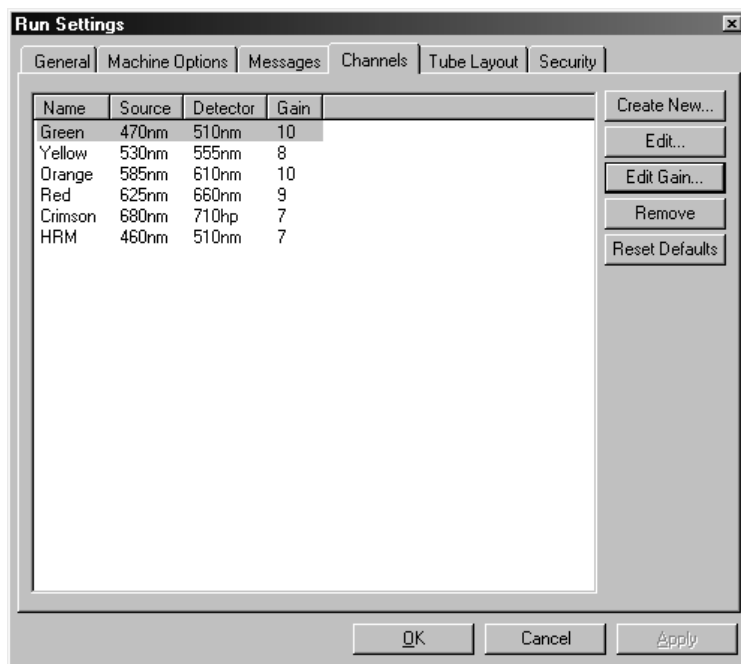 Run Settings
General Machine Options Messages Channels Tube Layout Security
Name Source Detector Gain
Green 470nm 510nm 10
Yellow 530nm 555nm 8
Orange 585nm 610nm 10
Red 625nm 660nm 9
Crimson 680nm 710hp 7
HRM 460nm 510nm 7
Create New...
Edit...
Edit Gain...
Remove
Reset Defaults
OK Cancel Apply